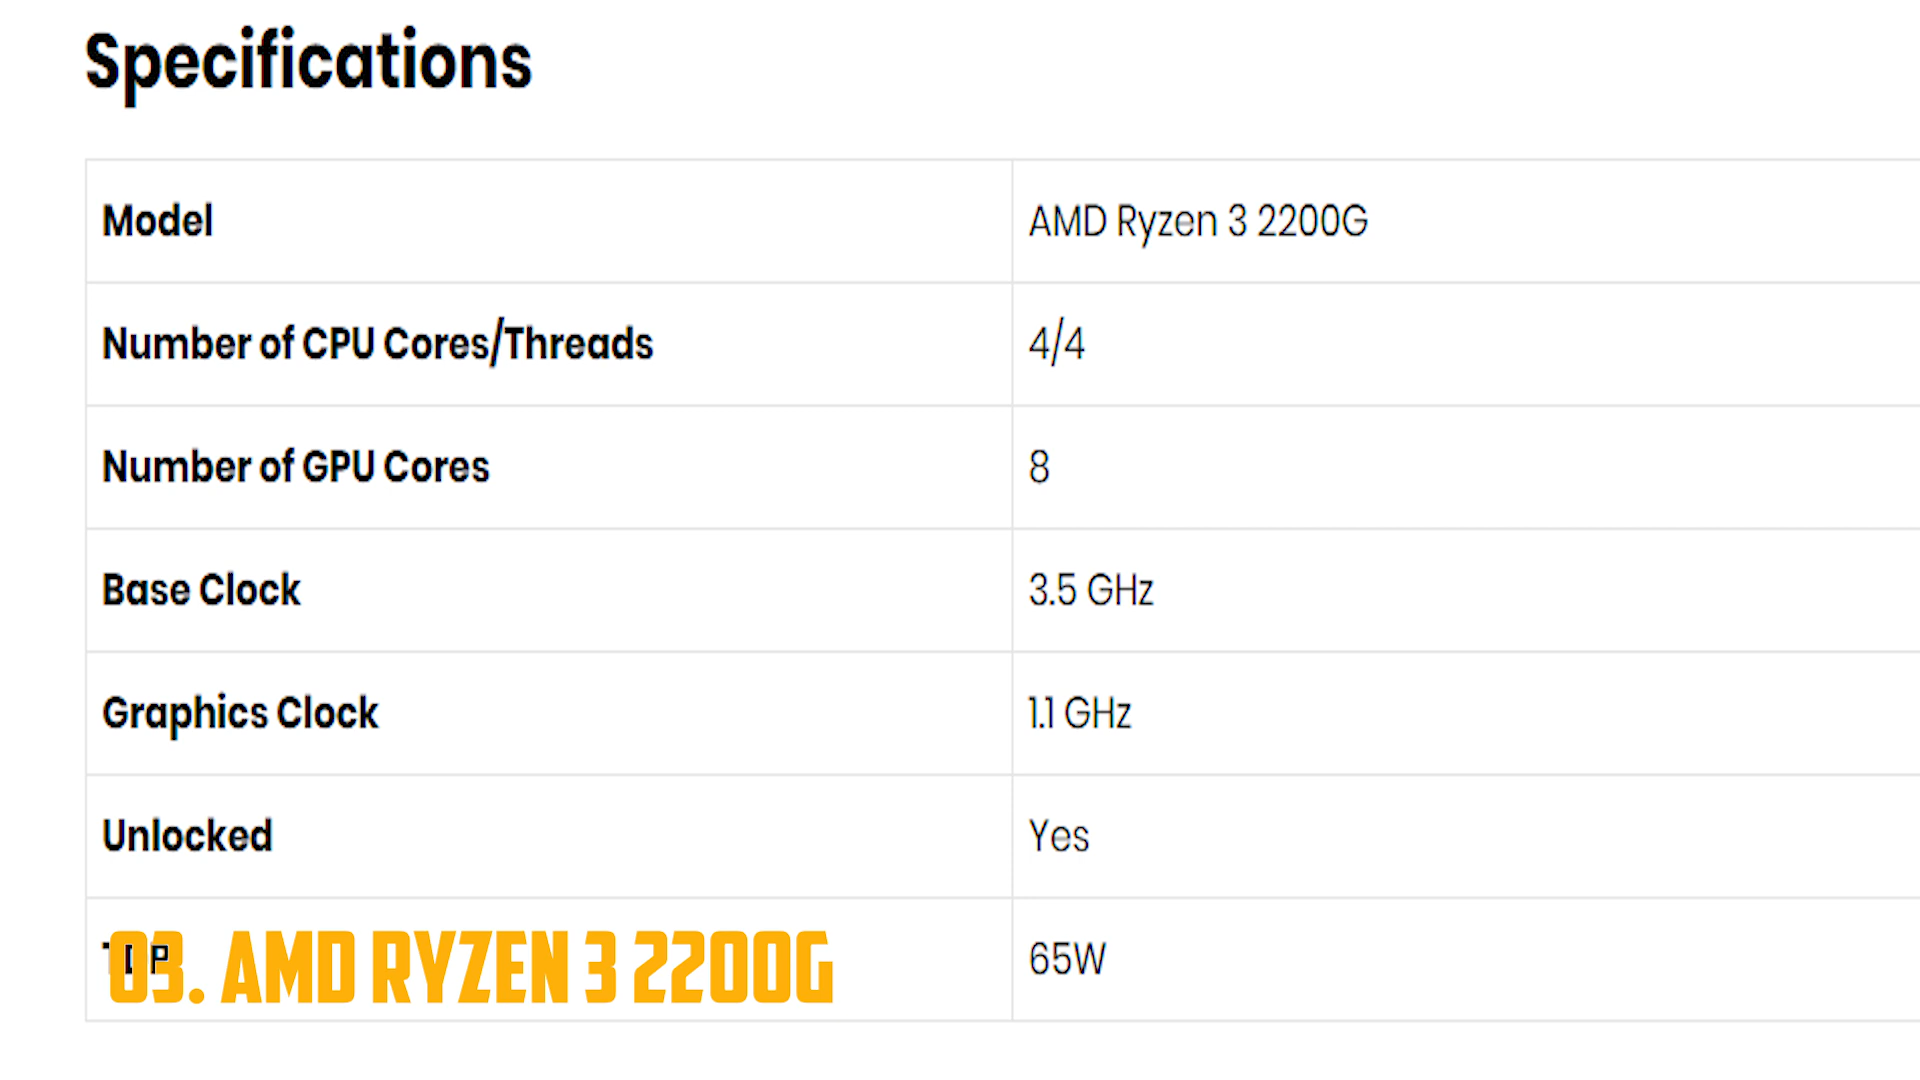 Specifications
Model AMD Ryzen 3 2200G
Number of CPU Cores/Threads 4/4
Number of GPU Cores 8
Base Clock 3.5 GHz
Graphics Clock 1.1 GHz
Unlocked Yes
TDP 65W
03. AMD RYZEN 3 2200G